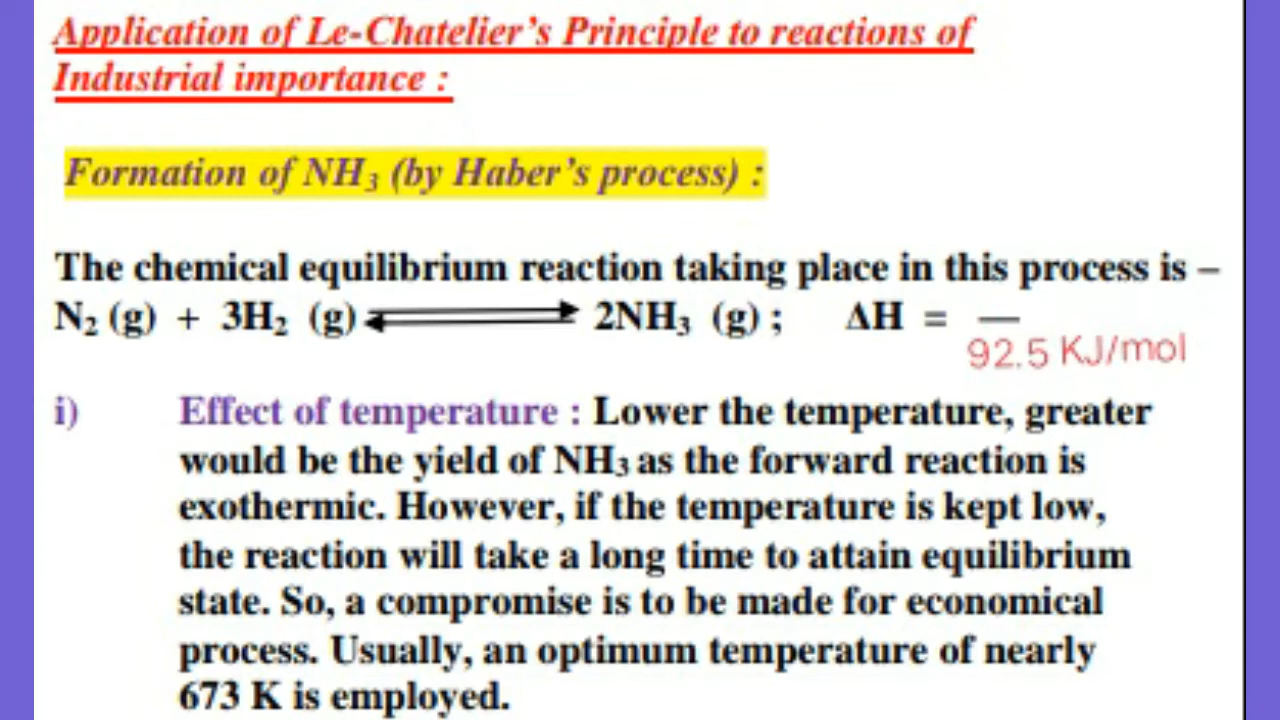 Application of Le-Chatelier's Principle to reactions of
Industrial importance :
Formation of NH₃ (by Haber's process) :
The chemical equilibrium reaction taking place in this process is –
N₂ (g) + 3H₂ (g) ⇌ 2NH₃ (g) ; ΔH = —
92.5 KJ/mol
i) Effect of temperature : Lower the temperature, greater
would be the yield of NH₃ as the forward reaction is
exothermic. However, if the temperature is kept low,
the reaction will take a long time to attain equilibrium
state. So, a compromise is to be made for economical
process. Usually, an optimum temperature of nearly
673 K is employed.